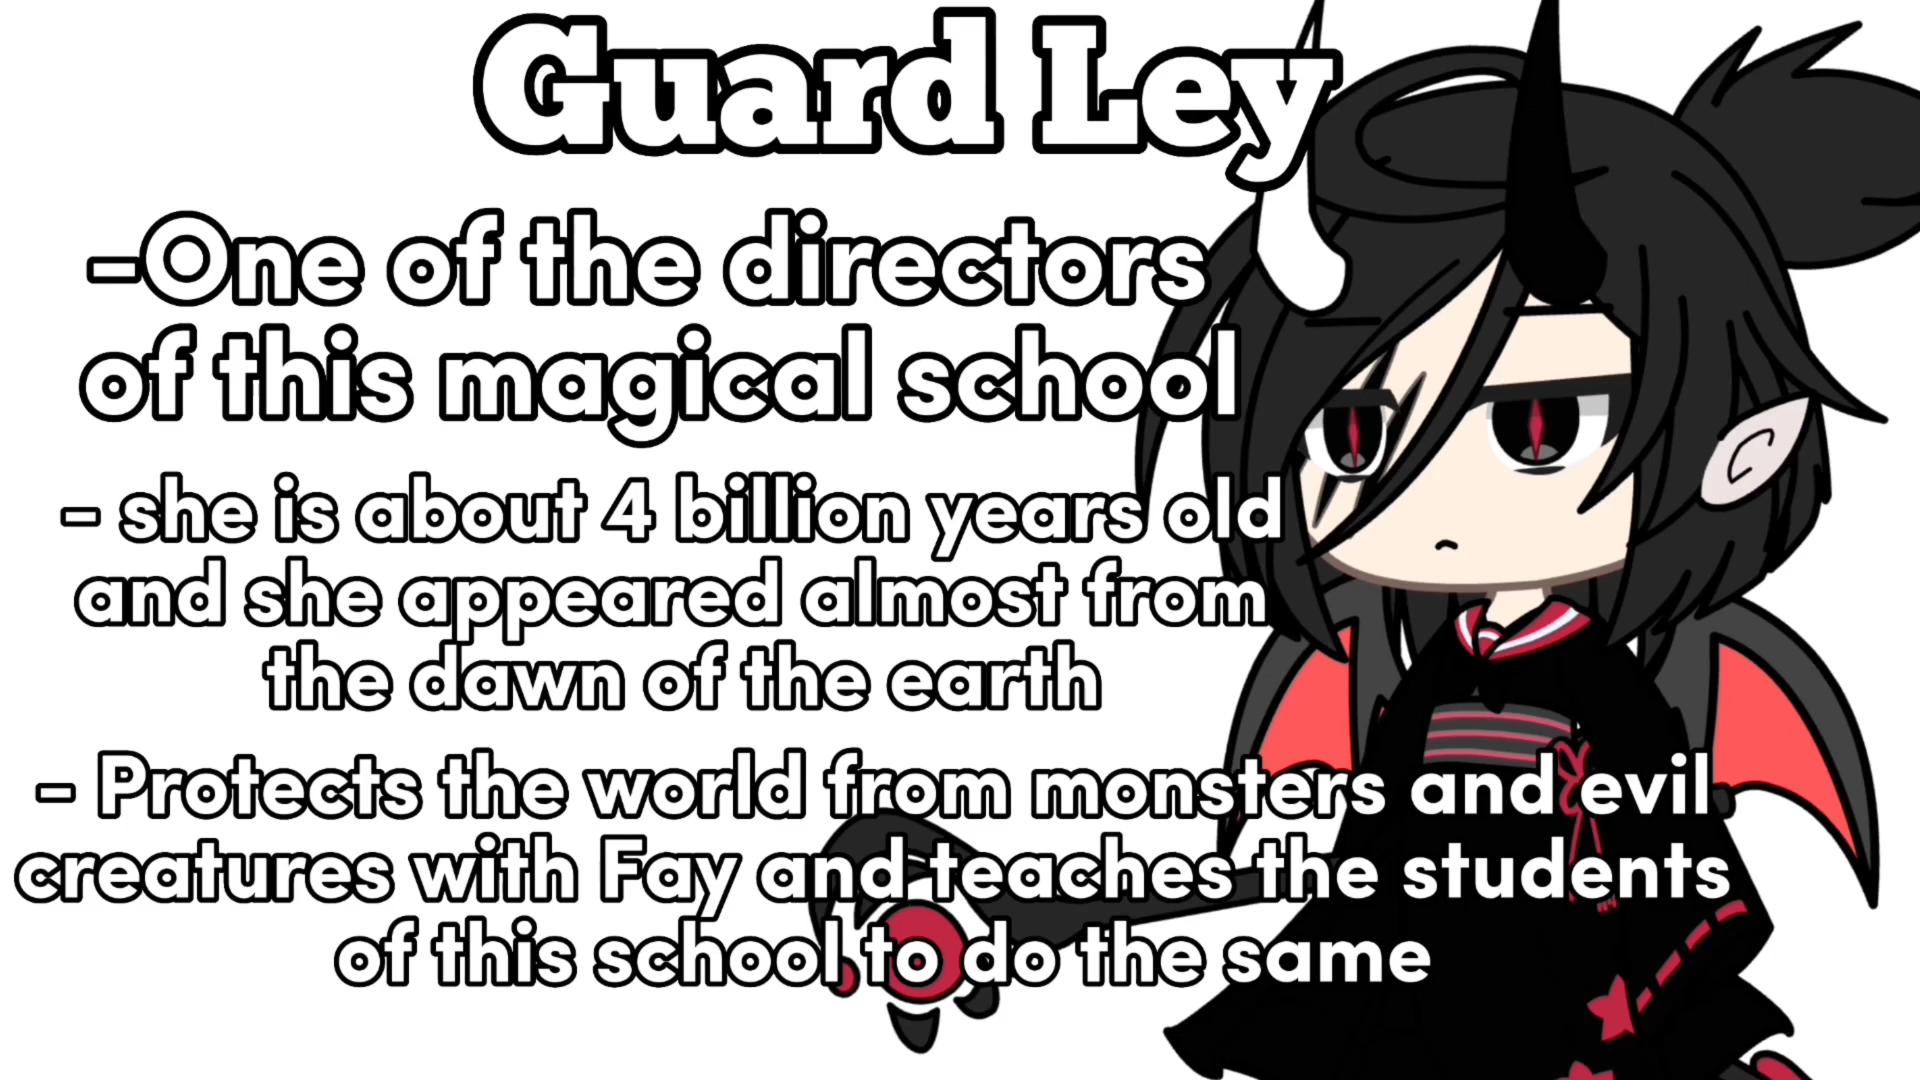 Guard Ley
-One of the directors
of this magical school
- she is about 4 billion years old
and she appeared almost from
the dawn of the earth
- Protects the world from monsters and evil
creatures with Fay and teaches the students
of this school to do the same